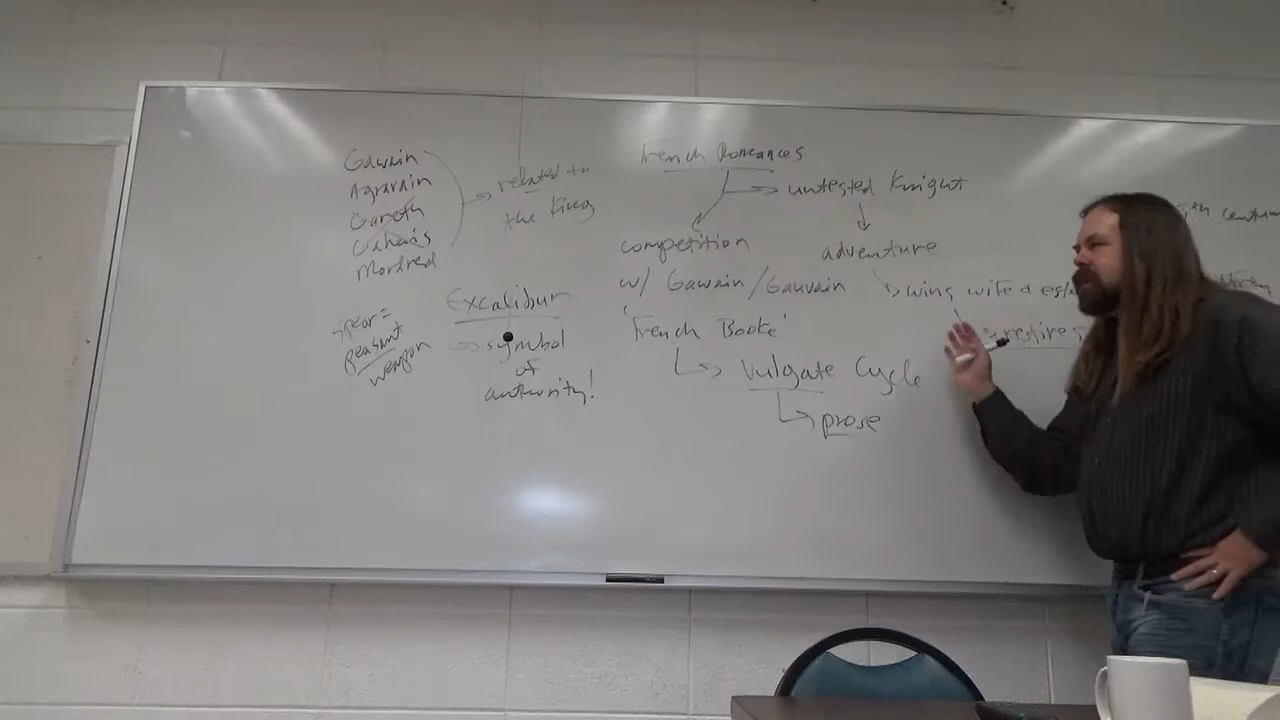 Gawain
Agravain
Gareth
Gaheris
Mordred
related to
the King
spear =
peasant
weapon
Excalibur
symbol
of
authority!
French Romances
untested Knight
competition
w/ Gawain/Gauvain
adventure
wins wife &
retires
'French Booke'
Vulgate Cycle
prose